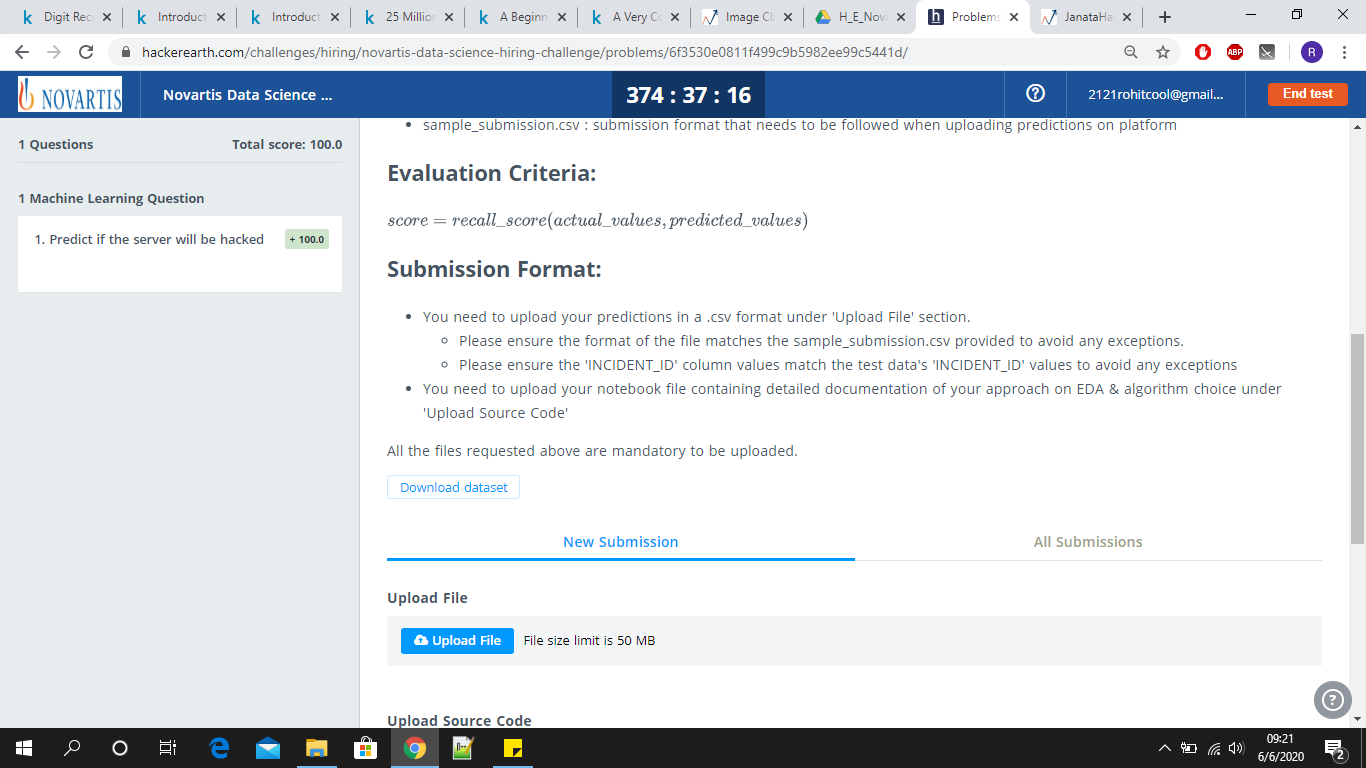 Digit Rec
Introduct
Introduct
25 Million
A Beginn
A Very Co
Image Cl
H_E_Nova
Problems
JanataHa
hackerearth.com/challenges/hiring/novartis-data-science-hiring-challenge/problems/6f3530e0811f499c9b5982ee99c5441d/
ABP
R
NOVARTIS
Novartis Data Science ...
374 : 37 : 16
2121rohitcool@gmail...
End test
1 Questions
Total score: 100.0
1 Machine Learning Question
1. Predict if the server will be hacked
+ 100.0
• sample_submission.csv : submission format that needs to be followed when uploading predictions on platform
Evaluation Criteria:
score = recall_score(actual_values, predicted_values)
Submission Format:
• You need to upload your predictions in a .csv format under 'Upload File' section.
Please ensure the format of the file matches the sample_submission.csv provided to avoid any exceptions.
Please ensure the 'INCIDENT_ID' column values match the test data's 'INCIDENT_ID' values to avoid any exceptions
• You need to upload your notebook file containing detailed documentation of your approach on EDA & algorithm choice under
'Upload Source Code'
All the files requested above are mandatory to be uploaded.
Download dataset
New Submission
All Submissions
Upload File
Upload File
File size limit is 50 MB
Upload Source Code
09:21
6/6/2020
2